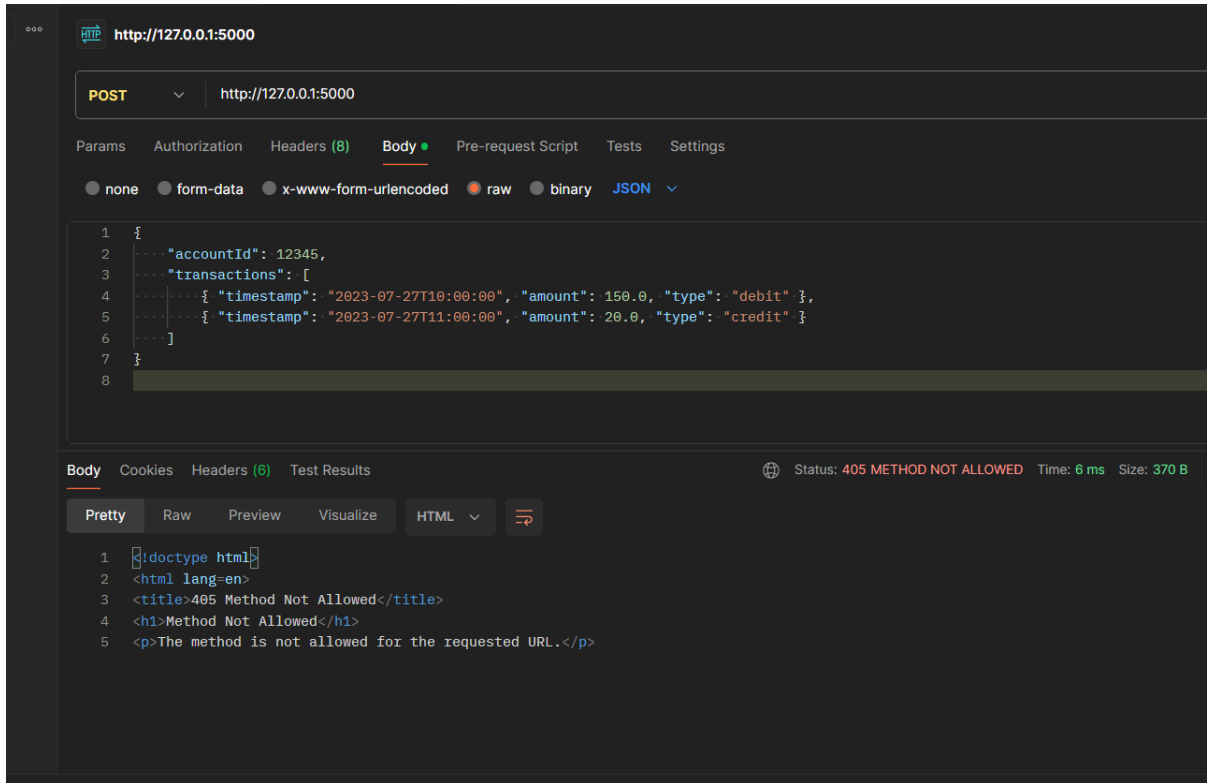 ooo HTTP http://127.0.0.1:5000
POST http://127.0.0.1:5000
Params Authorization Headers (8) Body Pre-request Script Tests Settings
none form-data x-www-form-urlencoded raw binary JSON
1 {
2 ····"accountId":·12345,
3 ····"transactions":·[
4 ········{·"timestamp":·"2023-07-27T10:00:00",·"amount":·150.0,·"type":·"debit"·},
5 ········{·"timestamp":·"2023-07-27T11:00:00",·"amount":·20.0,·"type":·"credit"·}
6 ····]
7 }
8
Body Cookies Headers (6) Test Results Status: 405 METHOD NOT ALLOWED Time: 6 ms Size: 370 B
Pretty Raw Preview Visualize HTML
1 <!doctype html>
2 <html lang=en>
3 <title>405 Method Not Allowed</title>
4 <h1>Method Not Allowed</h1>
5 <p>The method is not allowed for the requested URL.</p>